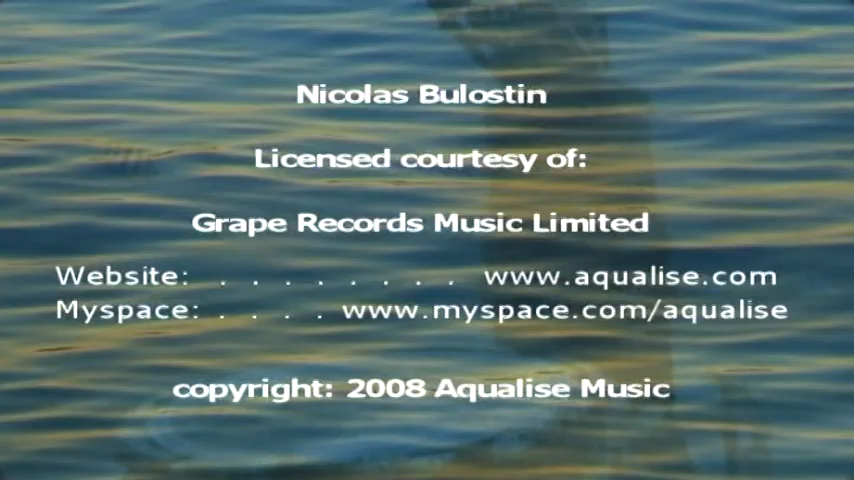 Nicolas Bulostin
Licensed courtesy of:
Grape Records Music Limited
Website: . . . . . . . . www.aqualise.com
Myspace: . . . . www.myspace.com/aqualise
copyright: 2008 Aqualise Music